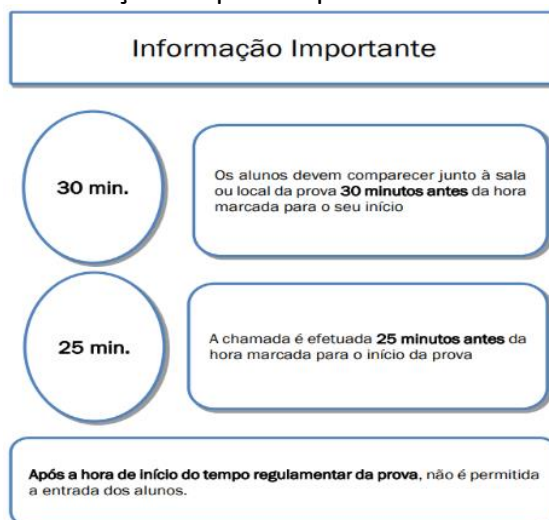 Informação Importante
30 min.
Os alunos devem comparecer junto à sala
ou local da prova 30 minutos antes da hora
marcada para o seu início
25 min.
A chamada é efetuada 25 minutos antes da
hora marcada para o início da prova
Após a hora de início do tempo regulamentar da prova, não é permitida
a entrada dos alunos.